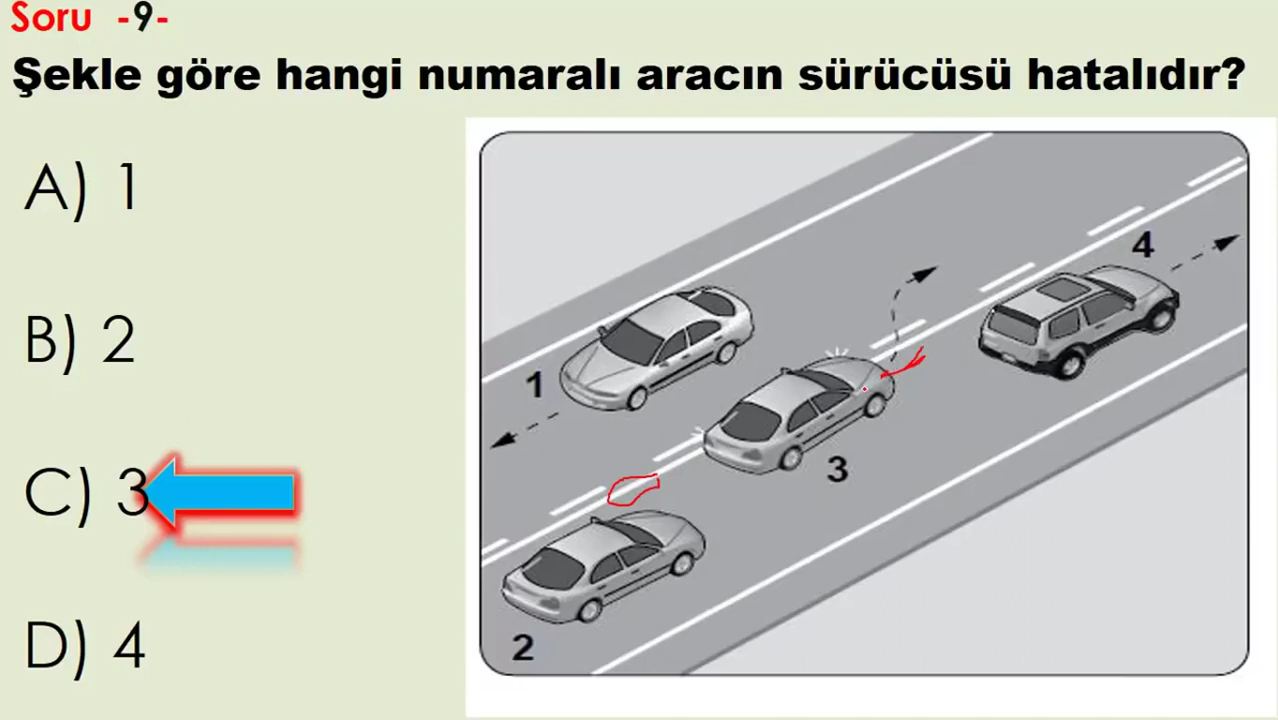 Soru -9-
Şekle göre hangi numaralı aracın sürücüsü hatalıdır?
A) 1
B) 2
C) 3
D) 4
1
2
3
4